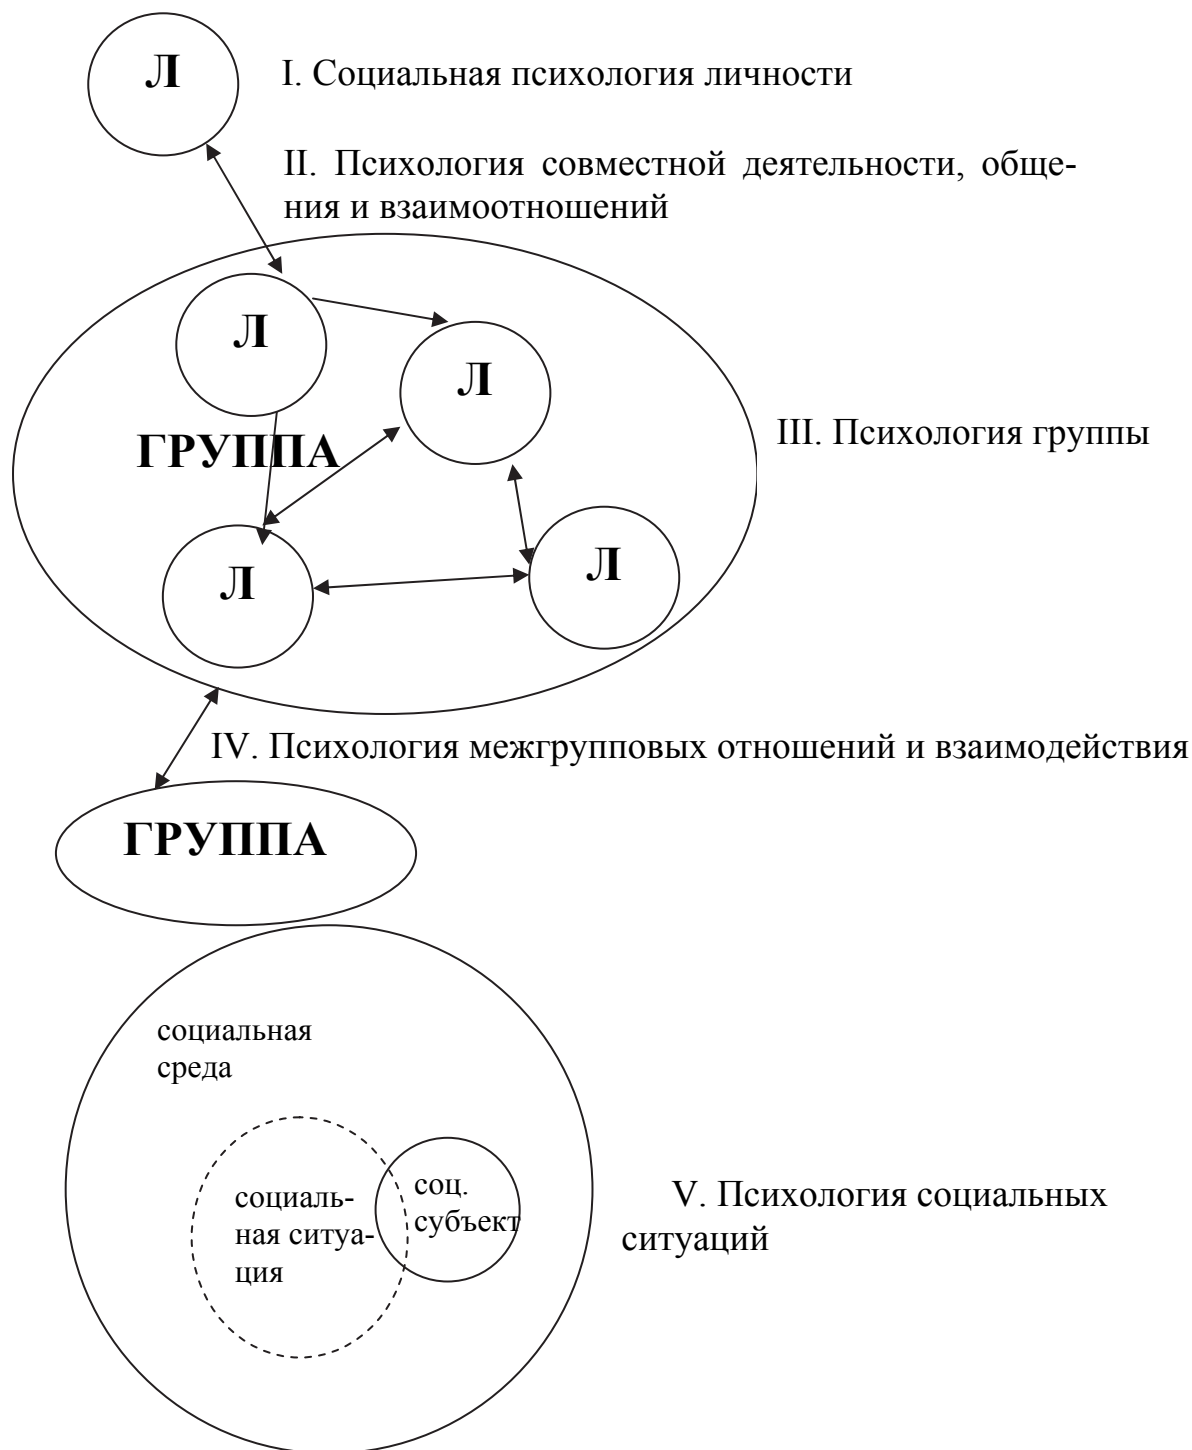 Л
I. Социальная психология личности
II. Психология совместной деятельности, обще-
ния и взаимоотношений
Л
Л
ГРУППА
III. Психология группы
Л
Л
IV. Психология межгрупповых отношений и взаимодействия
ГРУППА
социальная
среда
социаль-
ная ситуа-
ция
соц.
субъект
V. Психология социальных
ситуаций